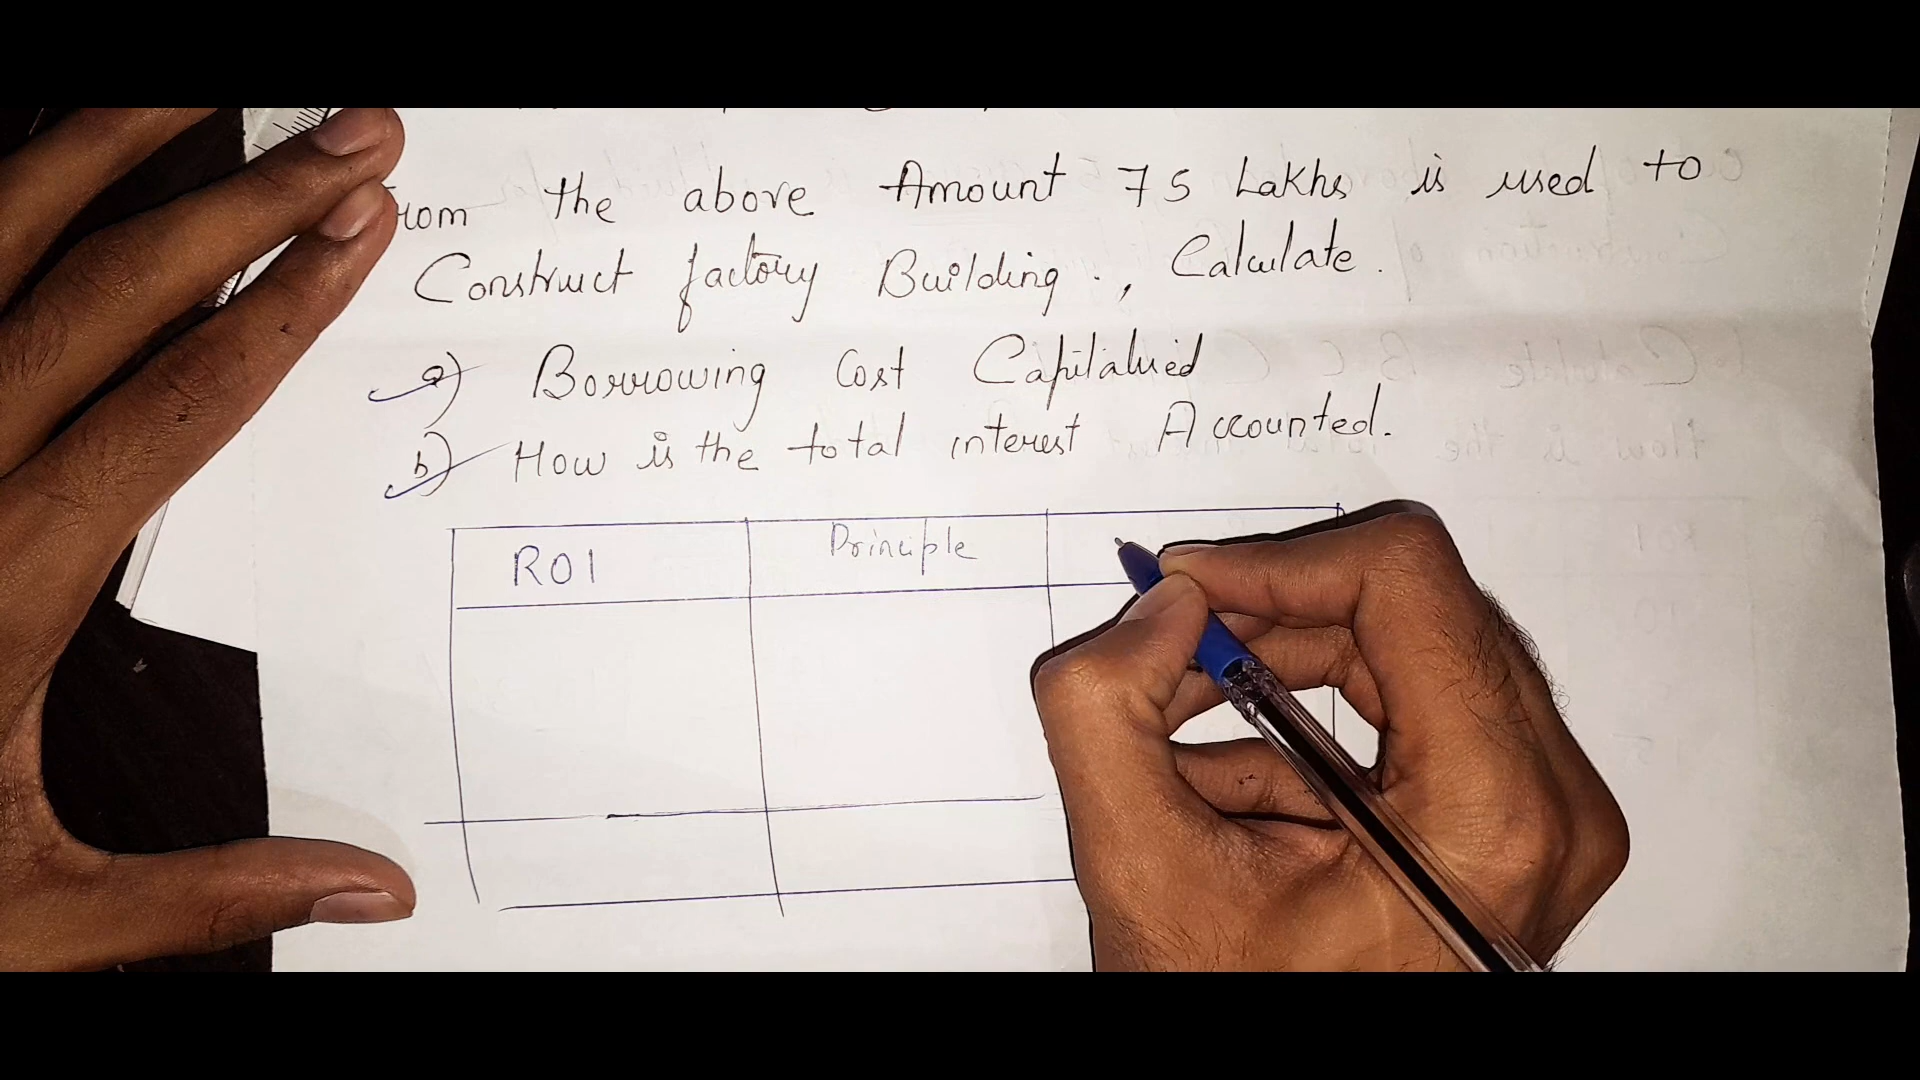 from the above Amount 75 Lakhs is used to
Construct factory Building., Calculate.
a) Borrowing Cost Capitalised
b) How is the total interest Accounted.
ROI Principle